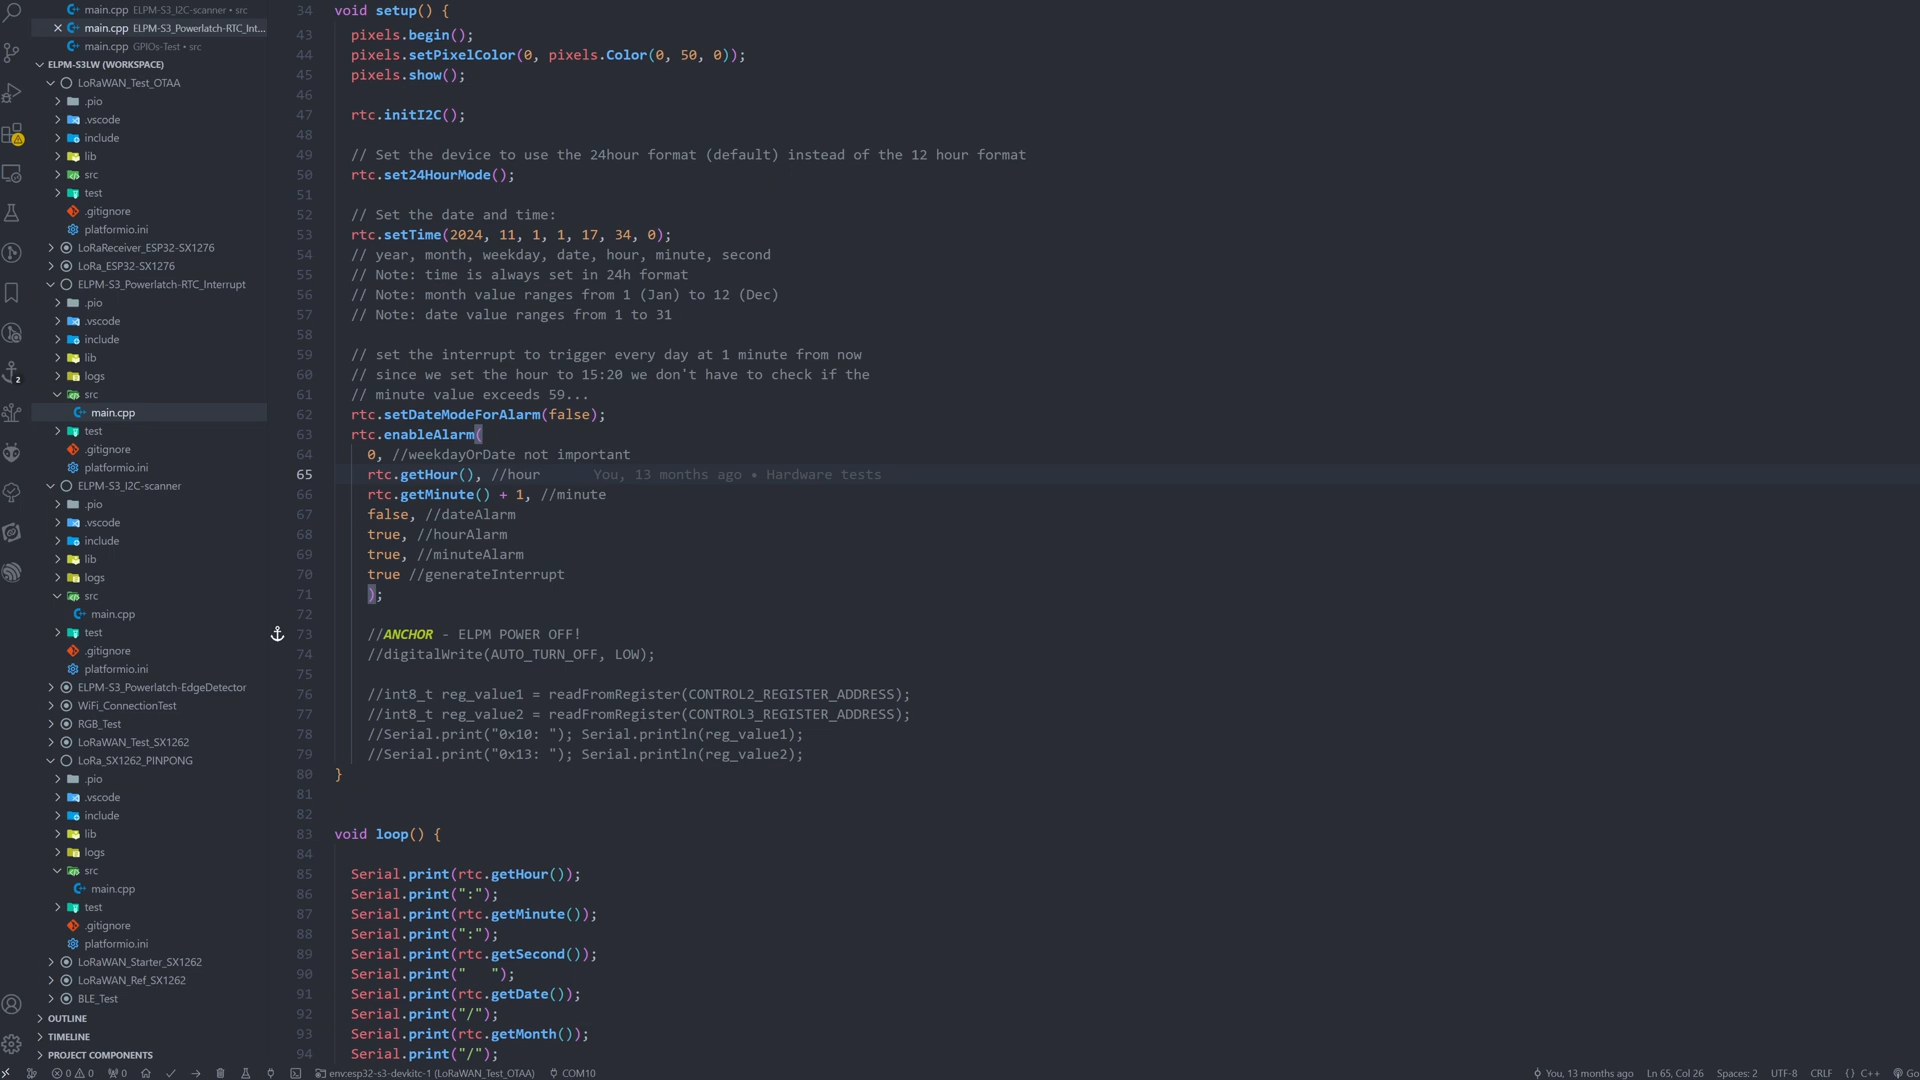 main.cpp ELPM-S3_I2C-scanner • src
main.cpp ELPM-S3_Powerlatch-RTC_Int...
main.cpp GPIOs-Test • src
ELPM-S3LW (WORKSPACE)
LoRaWAN_Test_OTAA
.pio
.vscode
include
lib
src
test
.gitignore
platformio.ini
LoRaReceiver_ESP32-SX1276
LoRa_ESP32-SX1276
ELPM-S3_Powerlatch-RTC_Interrupt
.pio
.vscode
include
lib
logs
src
main.cpp
test
.gitignore
platformio.ini
ELPM-S3_I2C-scanner
.pio
.vscode
include
lib
logs
src
main.cpp
test
.gitignore
platformio.ini
ELPM-S3_Powerlatch-EdgeDetector
WiFi_ConnectionTest
RGB_Test
LoRaWAN_Test_SX1262
LoRa_SX1262_PINPONG
.pio
.vscode
include
lib
logs
src
main.cpp
test
.gitignore
platformio.ini
LoRaWAN_Starter_SX1262
LoRaWAN_Ref_SX1262
BLE_Test
OUTLINE
TIMELINE
PROJECT COMPONENTS
2
34 void setup() {
43 pixels.begin();
44 pixels.setPixelColor(0, pixels.Color(0, 50, 0));
45 pixels.show();
46
47 rtc.initI2C();
48
49 // Set the device to use the 24hour format (default) instead of the 12 hour format
50 rtc.set24HourMode();
51
52 // Set the date and time:
53 rtc.setTime(2024, 11, 1, 1, 17, 34, 0);
54 // year, month, weekday, date, hour, minute, second
55 // Note: time is always set in 24h format
56 // Note: month value ranges from 1 (Jan) to 12 (Dec)
57 // Note: date value ranges from 1 to 31
58
59 // set the interrupt to trigger every day at 1 minute from now
60 // since we set the hour to 15:20 we don't have to check if the
61 // minute value exceeds 59...
62 rtc.setDateModeForAlarm(false);
63 rtc.enableAlarm(
64 0, //weekdayOrDate not important
65 rtc.getHour(), //hour You, 13 months ago • Hardware tests
66 rtc.getMinute() + 1, //minute
67 false, //dateAlarm
68 true, //hourAlarm
69 true, //minuteAlarm
70 true //generateInterrupt
71 );
72
73 //ANCHOR - ELPM POWER OFF!
74 //digitalWrite(AUTO_TURN_OFF, LOW);
75
76 //int8_t reg_value1 = readFromRegister(CONTROL2_REGISTER_ADDRESS);
77 //int8_t reg_value2 = readFromRegister(CONTROL3_REGISTER_ADDRESS);
78 //Serial.print("0x10: "); Serial.println(reg_value1);
79 //Serial.print("0x13: "); Serial.println(reg_value2);
80 }
81
82
83 void loop() {
84
85 Serial.print(rtc.getHour());
86 Serial.print(":");
87 Serial.print(rtc.getMinute());
88 Serial.print(":");
89 Serial.print(rtc.getSecond());
90 Serial.print("   ");
91 Serial.print(rtc.getDate());
92 Serial.print("/");
93 Serial.print(rtc.getMonth());
94 Serial.print("/");
0 0 0 env:esp32-s3-devkitc-1 (LoRaWAN_Test_OTAA) COM10 You, 13 months ago Ln 65, Col 26 Spaces: 2 UTF-8 CRLF {} C++ Go